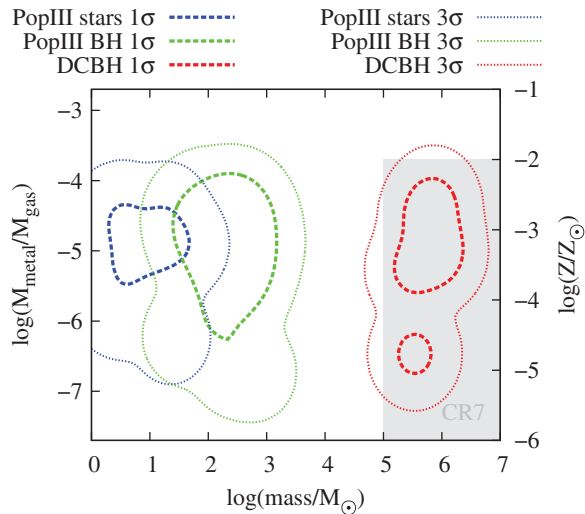 PopIII stars 1σ PopIII stars 3σ
PopIII BH 1σ PopIII BH 3σ
DCBH 1σ DCBH 3σ
-3
-4
-5
-6
-7
log(M_metal/M_gas)
-1
-2
-3
-4
-5
-6
log(Z/Z_⊙)
CR7
0 1 2 3 4 5 6 7
log(mass/M_⊙)